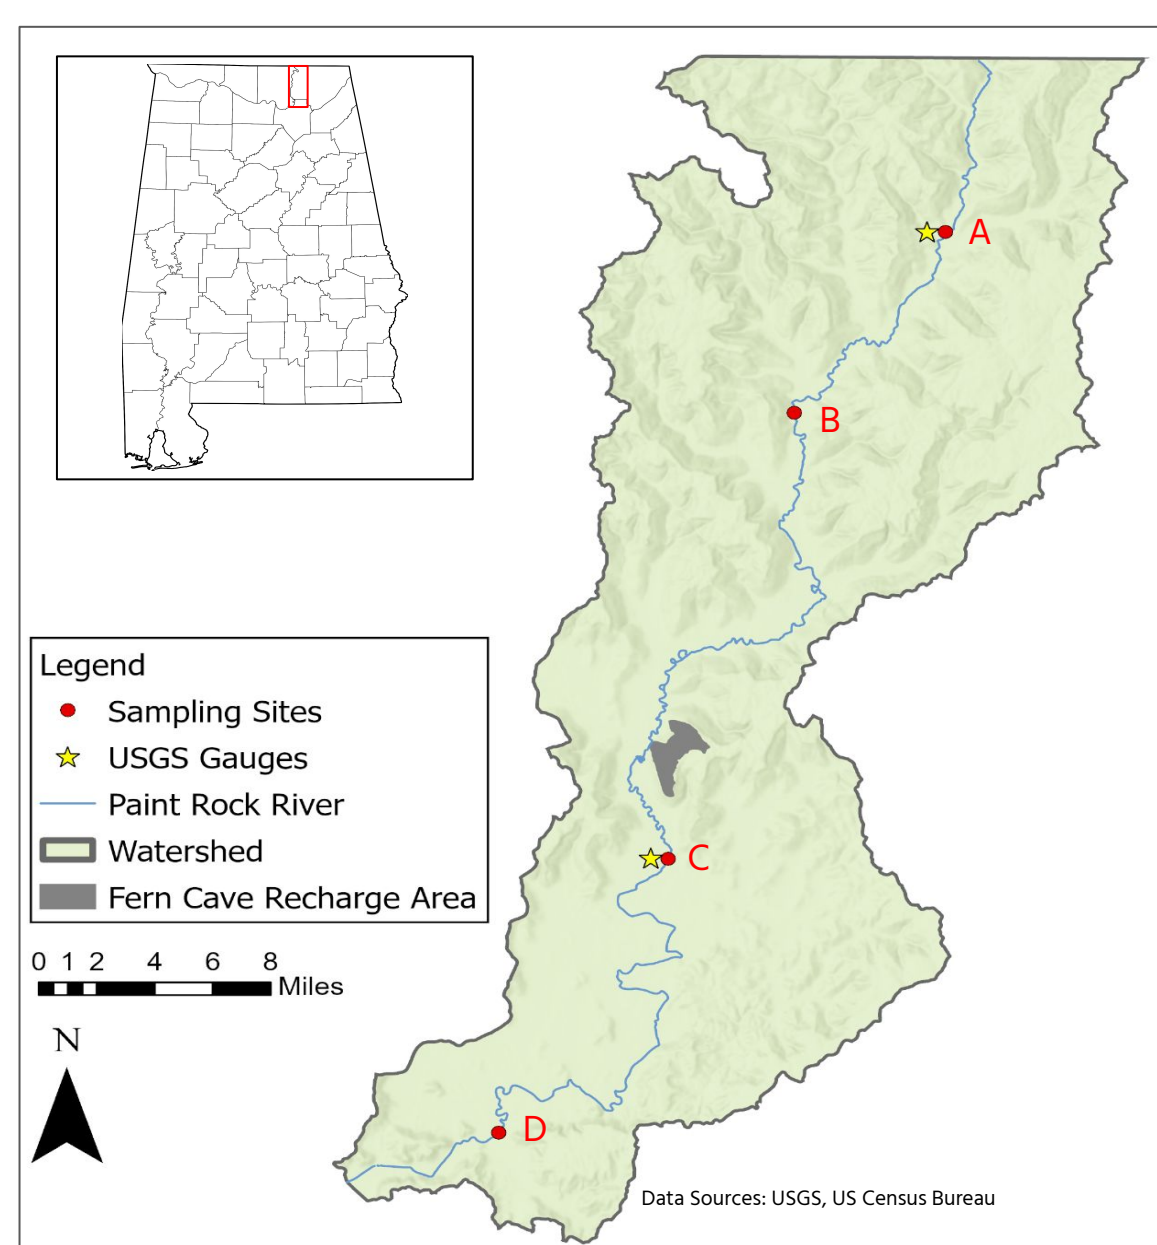 A
B
Legend
Sampling Sites
USGS Gauges
Paint Rock River
Watershed
Fern Cave Recharge Area
C
0 1 2 4 6 8
Miles
N
D
Data Sources: USGS, US Census Bureau